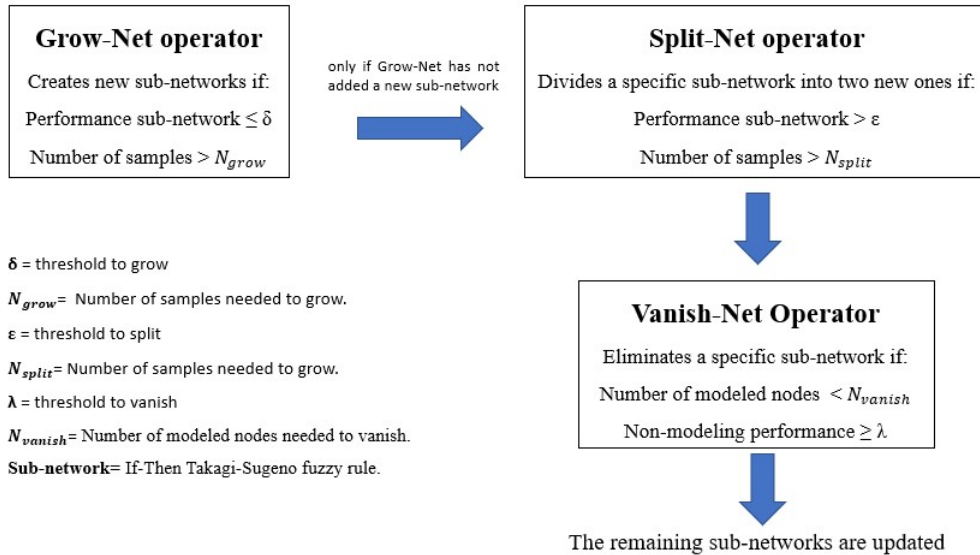 Grow-Net operator
Creates new sub-networks if:
Performance sub-network ≤ δ
Number of samples > N_grow
only if Grow-Net has not
added a new sub-network
Split-Net operator
Divides a specific sub-network into two new ones if:
Performance sub-network > ε
Number of samples > N_split
δ = threshold to grow
N_grow= Number of samples needed to grow.
ε = threshold to split
N_split= Number of samples needed to grow.
λ = threshold to vanish
N_vanish= Number of modeled nodes needed to vanish.
Sub-network= If-Then Takagi-Sugeno fuzzy rule.
Vanish-Net Operator
Eliminates a specific sub-network if:
Number of modeled nodes < N_vanish
Non-modeling performance ≥ λ
The remaining sub-networks are updated